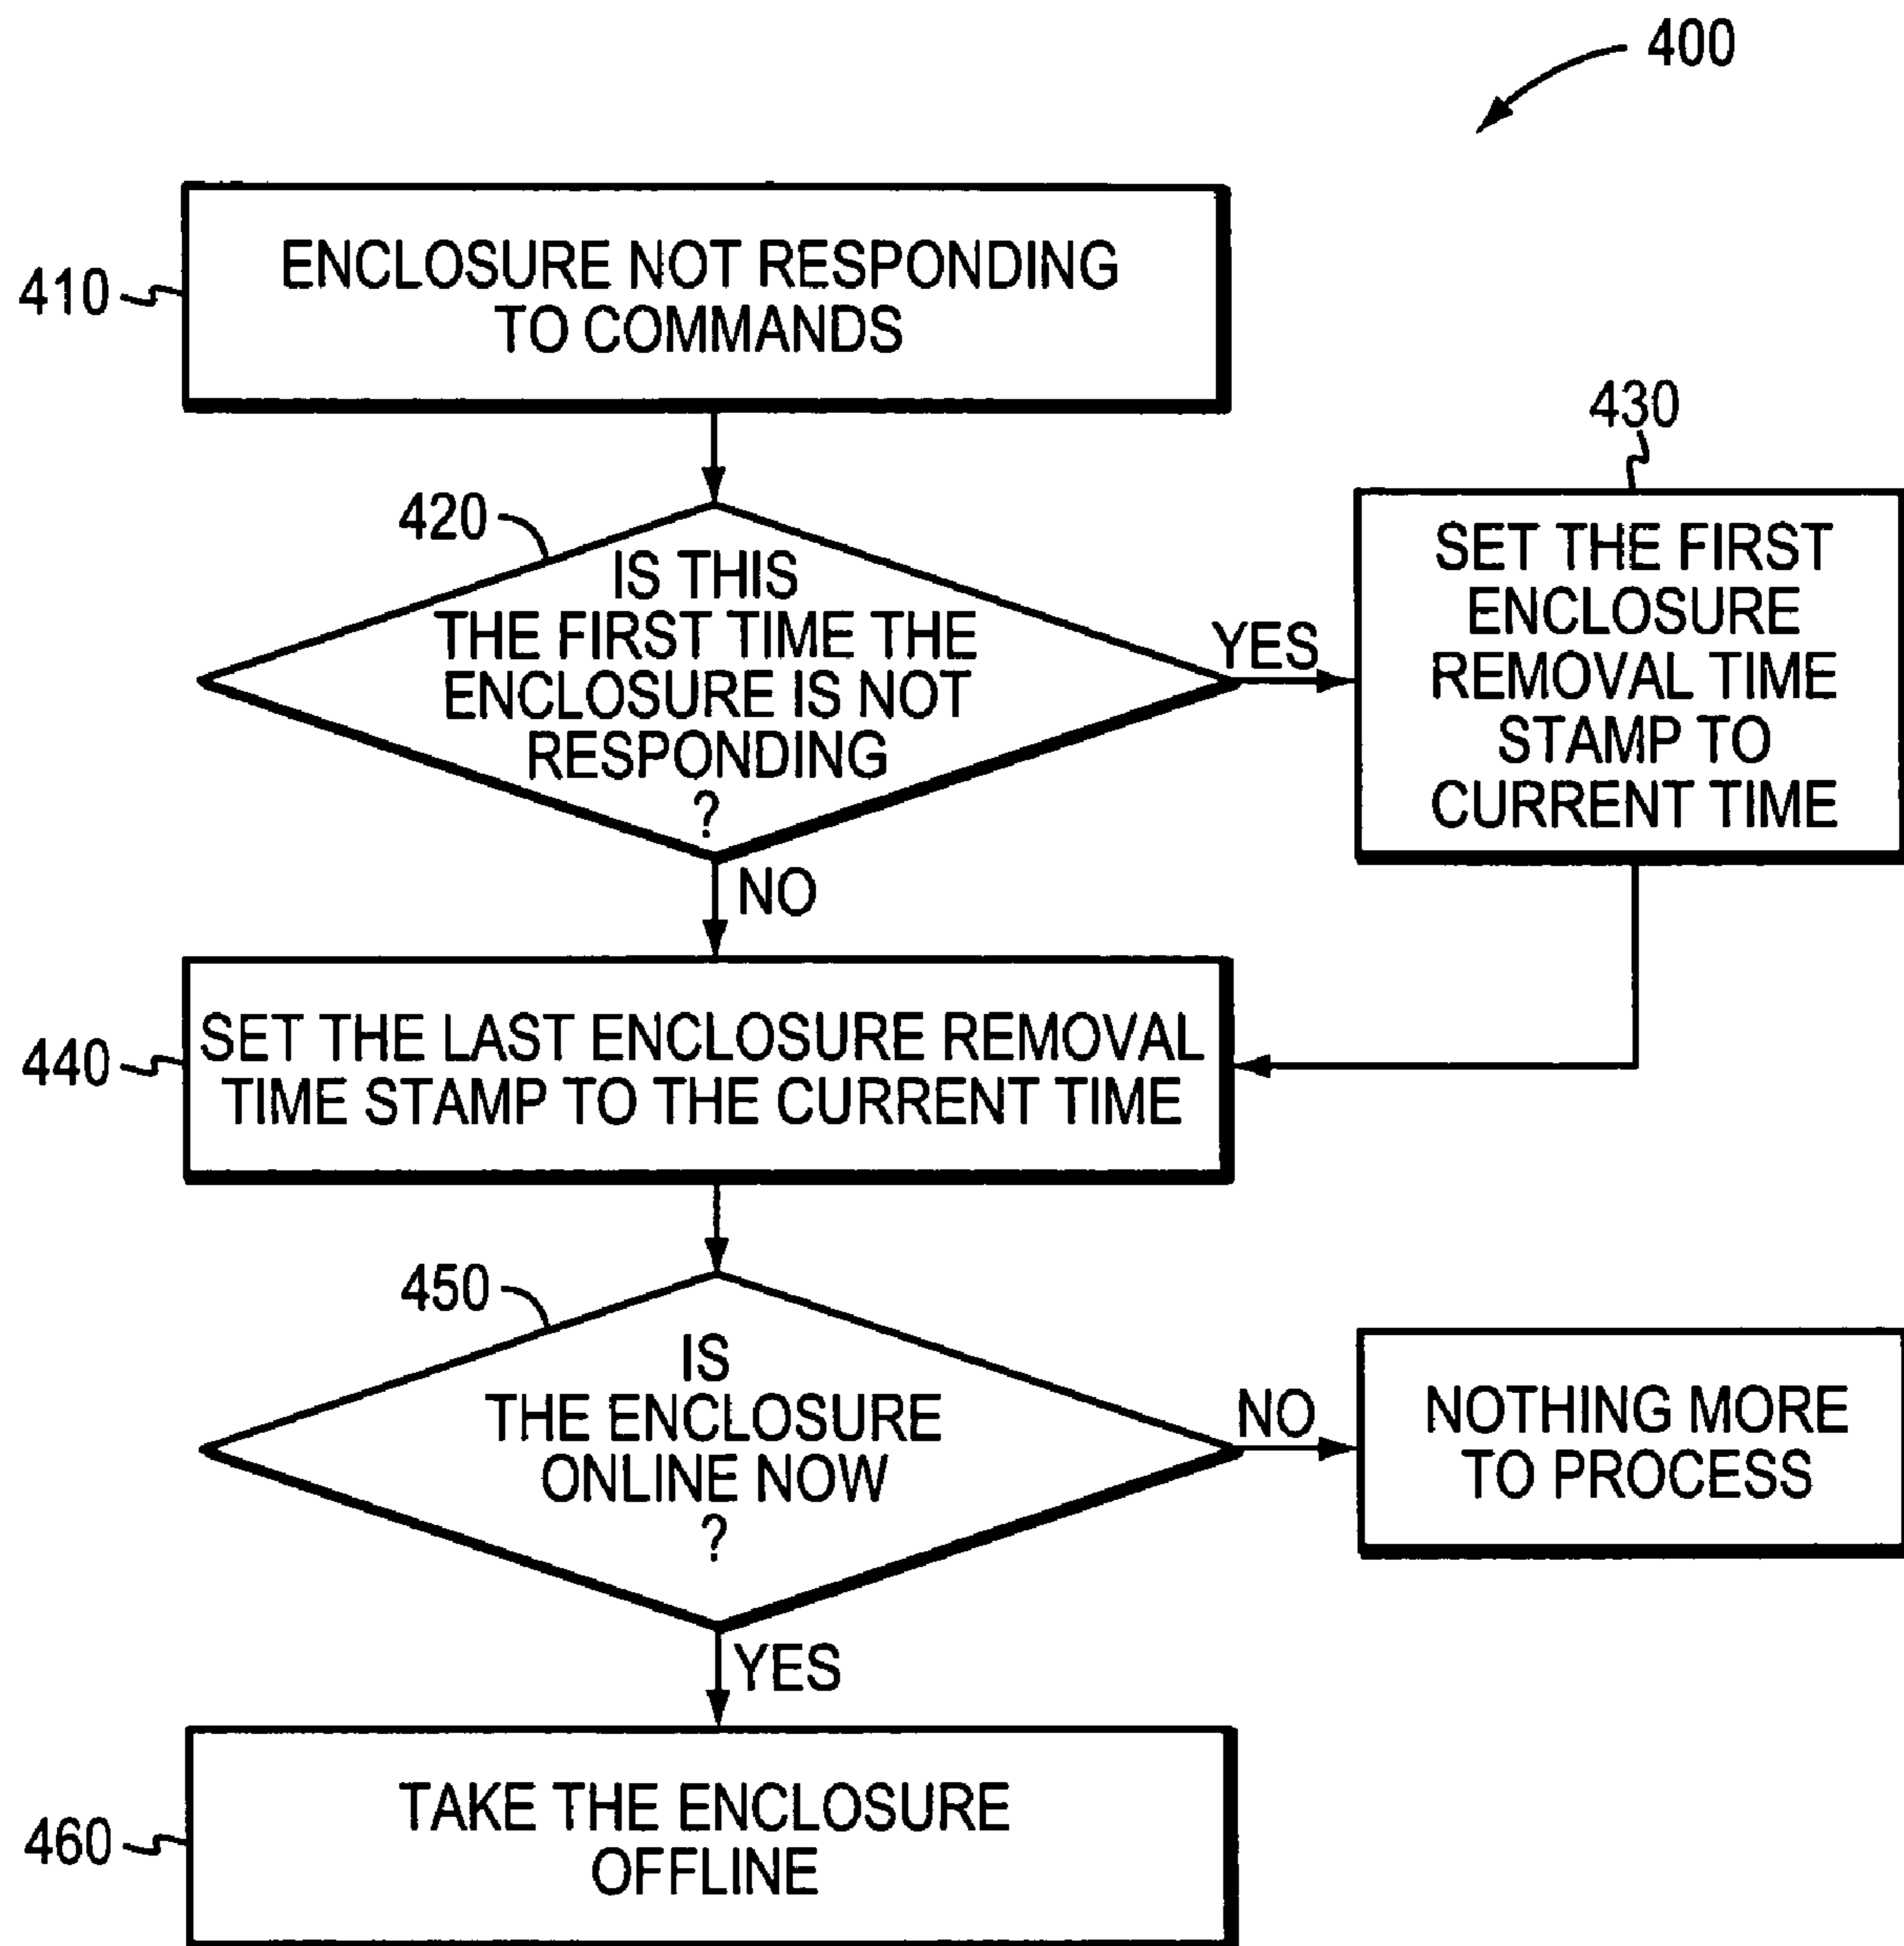 400
410
ENCLOSURE NOT RESPONDING
TO COMMANDS
420
IS THIS
THE FIRST TIME THE
ENCLOSURE IS NOT
RESPONDING
?
YES
430
SET THE FIRST
ENCLOSURE
REMOVAL TIME
STAMP TO
CURRENT TIME
NO
440
SET THE LAST ENCLOSURE REMOVAL
TIME STAMP TO THE CURRENT TIME
450
IS
THE ENCLOSURE
ONLINE NOW
?
NO
NOTHING MORE
TO PROCESS
YES
460
TAKE THE ENCLOSURE
OFFLINE